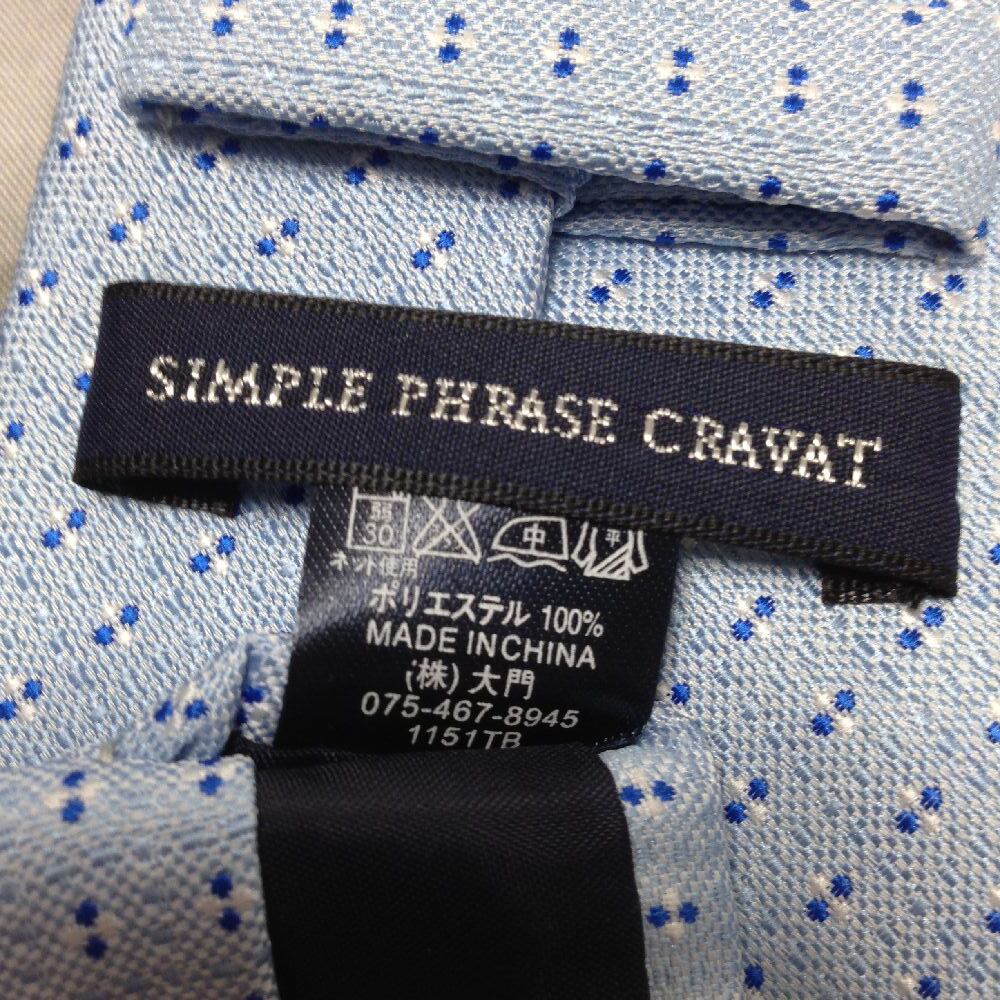 SIMPLE PHRASE CRAVAT
弱 中 平
30
ネット使用
ポリエステル 100%
MADE IN CHINA
(株) 大門
075-467-8945
1151TB